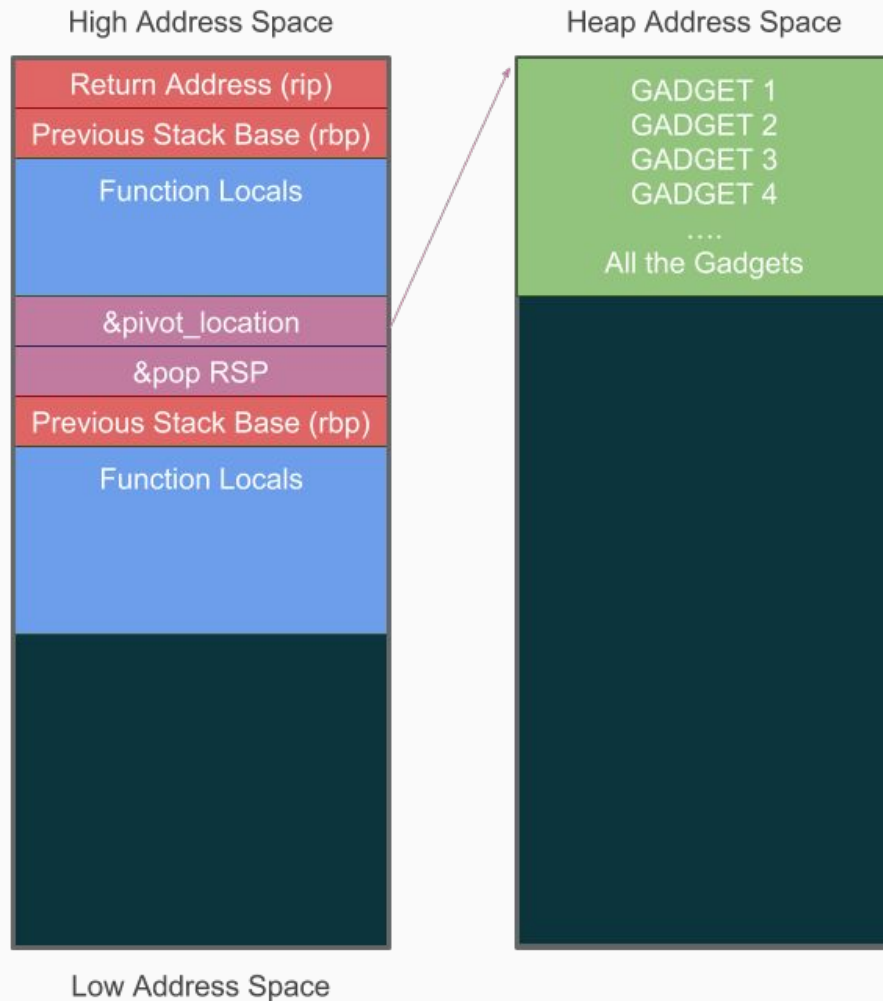 High Address Space
Return Address (rip)
Previous Stack Base (rbp)
Function Locals
&pivot_location
&pop RSP
Previous Stack Base (rbp)
Function Locals
Low Address Space
Heap Address Space
GADGET 1
GADGET 2
GADGET 3
GADGET 4
....
All the Gadgets